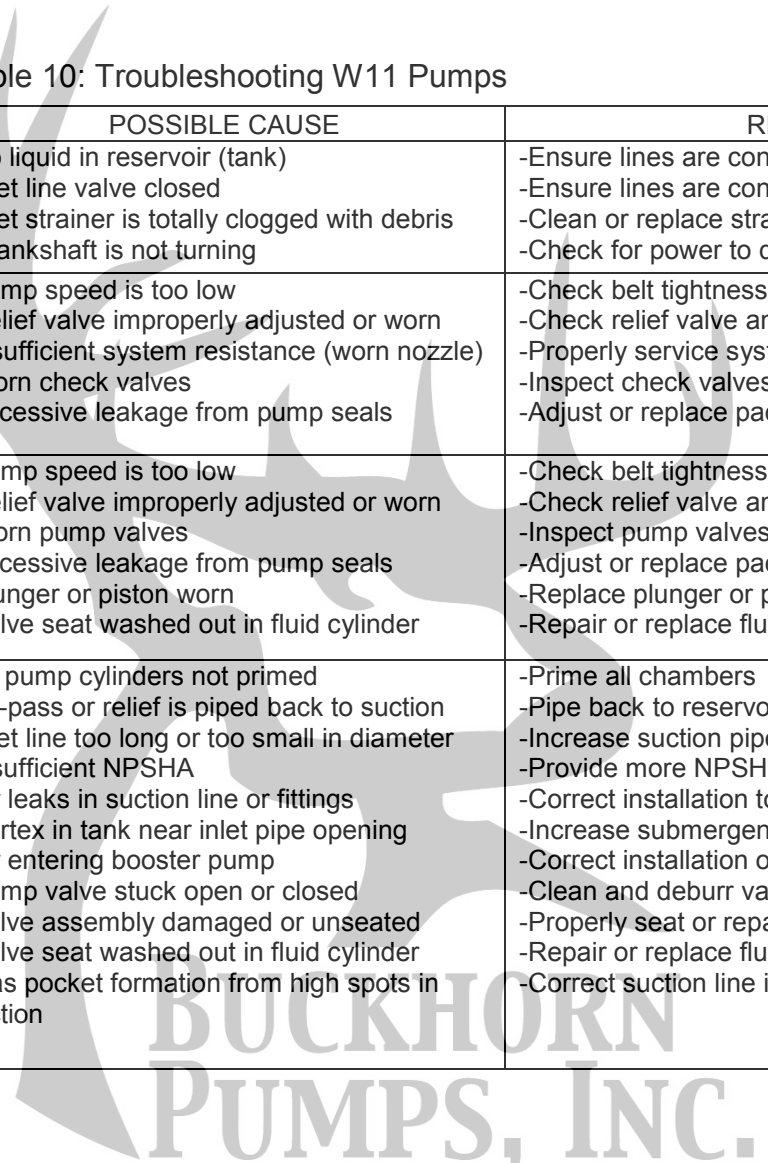 ble 10: Troubleshooting W11 Pumps
POSSIBLE CAUSE R
o liquid in reservoir (tank) -Ensure lines are con
et line valve closed -Ensure lines are con
et strainer is totally clogged with debris -Clean or replace stra
ankshaft is not turning -Check for power to d
mp speed is too low -Check belt tightness
elief valve improperly adjusted or worn -Check relief valve an
sufficient system resistance (worn nozzle) -Properly service syst
orn check valves -Inspect check valves
cessive leakage from pump seals -Adjust or replace pac
mp speed is too low -Check belt tightness
elief valve improperly adjusted or worn -Check relief valve an
orn pump valves -Inspect pump valves
cessive leakage from pump seals -Adjust or replace pac
unger or piston worn -Replace plunger or p
lve seat washed out in fluid cylinder -Repair or replace flu
pump cylinders not primed -Prime all chambers
-pass or relief is piped back to suction -Pipe back to reservo
et line too long or too small in diameter -Increase suction pipe
sufficient NPSHA -Provide more NPSH
r leaks in suction line or fittings -Correct installation to
rtex in tank near inlet pipe opening -Increase submergen
r entering booster pump -Correct installation o
mp valve stuck open or closed -Clean and deburr va
lve assembly damaged or unseated -Properly seat or repa
lve seat washed out in fluid cylinder -Repair or replace flu
as pocket formation from high spots in -Correct suction line i
ction
BUCKHORN
PUMPS, INC.